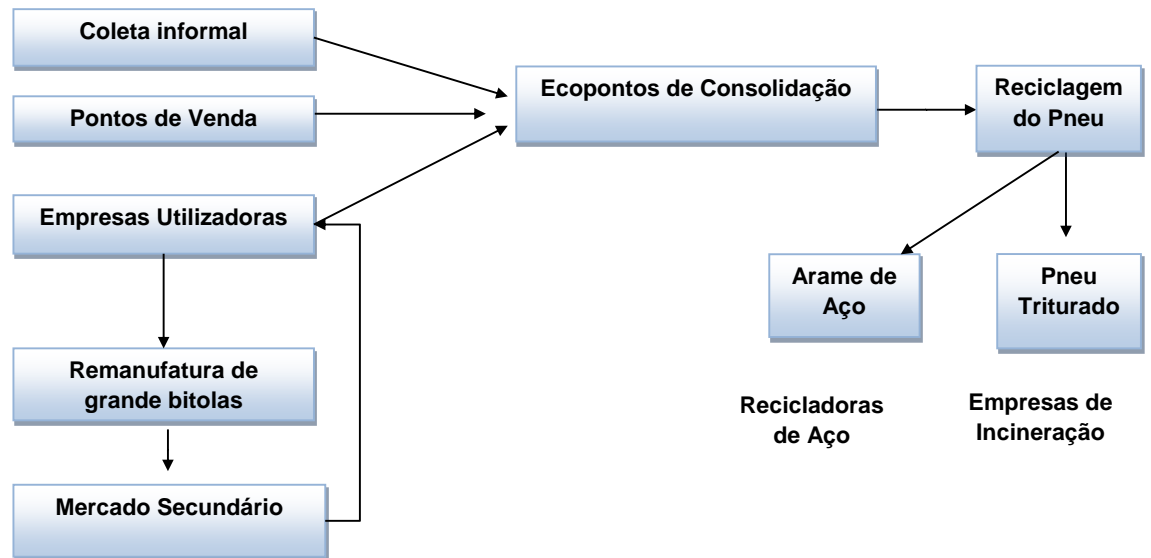 Coleta informal
Pontos de Venda
Empresas Utilizadoras
Remanufatura de
grande bitolas
Mercado Secundário
Ecopontos de Consolidação
Reciclagem
do Pneu
Arame de
Aço
Pneu
Triturado
Recicladoras
de Aço
Empresas de
Incineração